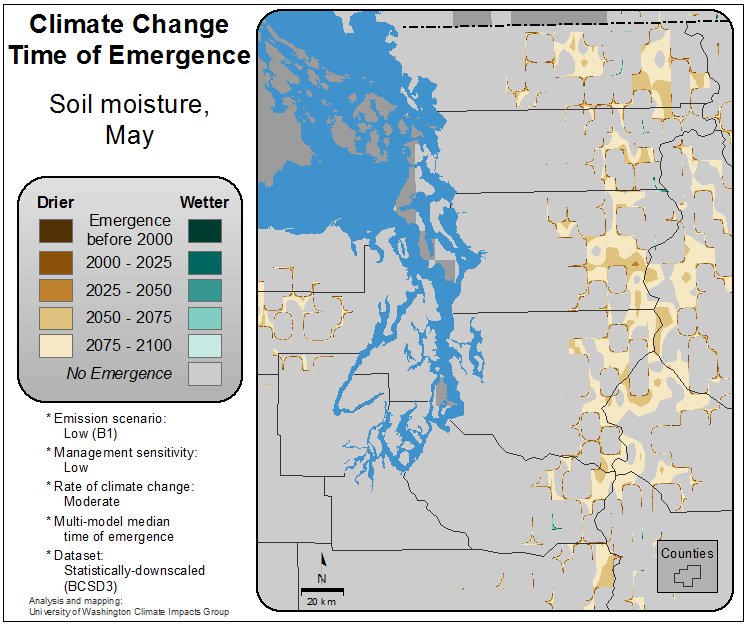 Climate Change
Time of Emergence
Soil moisture,
May
Drier Wetter
Emergence
before 2000
2000 - 2025
2025 - 2050
2050 - 2075
2075 - 2100
No Emergence
* Emission scenario:
Low (B1)
* Management sensitivity:
Low
* Rate of climate change:
Moderate
* Multi-model median
time of emergence
* Dataset:
Statistically-downscaled
(BCSD3)
Analysis and mapping:
University of Washington Climate Impacts Group
N
20 km
Counties